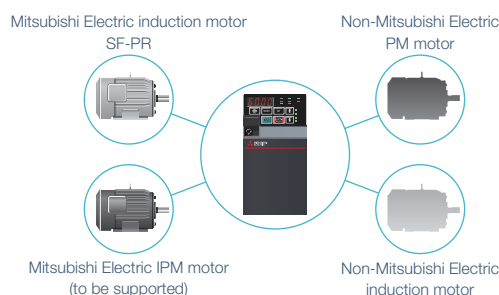 Mitsubishi Electric induction motor
SF-PR
Non-Mitsubishi Electric
PM motor
Mitsubishi Electric IPM motor
(to be supported)
Non-Mitsubishi Electric
induction motor